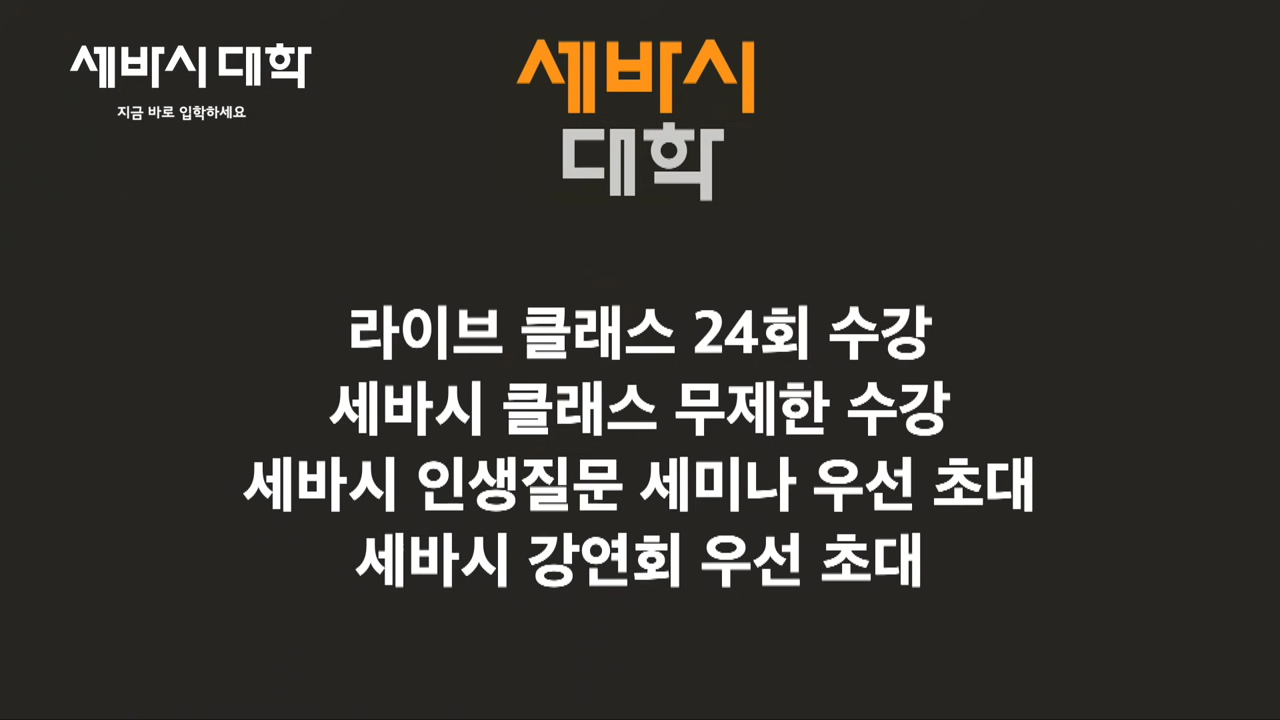 세바시 대학
지금 바로 입학하세요
세바시
대학
라이브 클래스 24회 수강
세바시 클래스 무제한 수강
세바시 인생질문 세미나 우선 초대
세바시 강연회 우선 초대